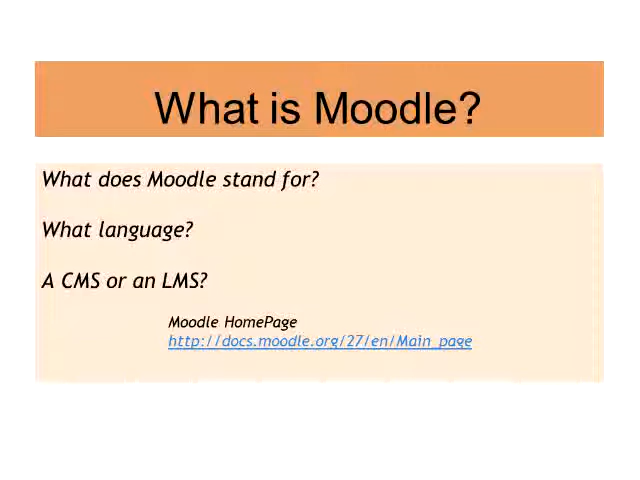 What is Moodle?
What does Moodle stand for?
What language?
A CMS or an LMS?
Moodle HomePage
http://docs.moodle.org/27/en/Main_page